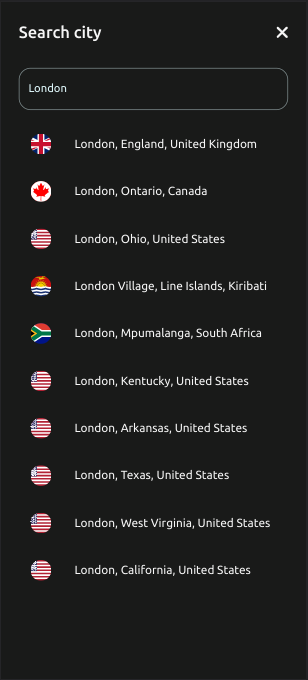 Search city
London
London, England, United Kingdom
London, Ontario, Canada
London, Ohio, United States
London Village, Line Islands, Kiribati
London, Mpumalanga, South Africa
London, Kentucky, United States
London, Arkansas, United States
London, Texas, United States
London, West Virginia, United States
London, California, United States